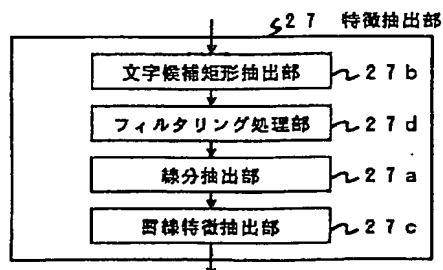 27 特徴抽出部
文字候補矩形抽出部 27b
フィルタリング処理部 27d
線分抽出部 27a
罫線特徴抽出部 27c